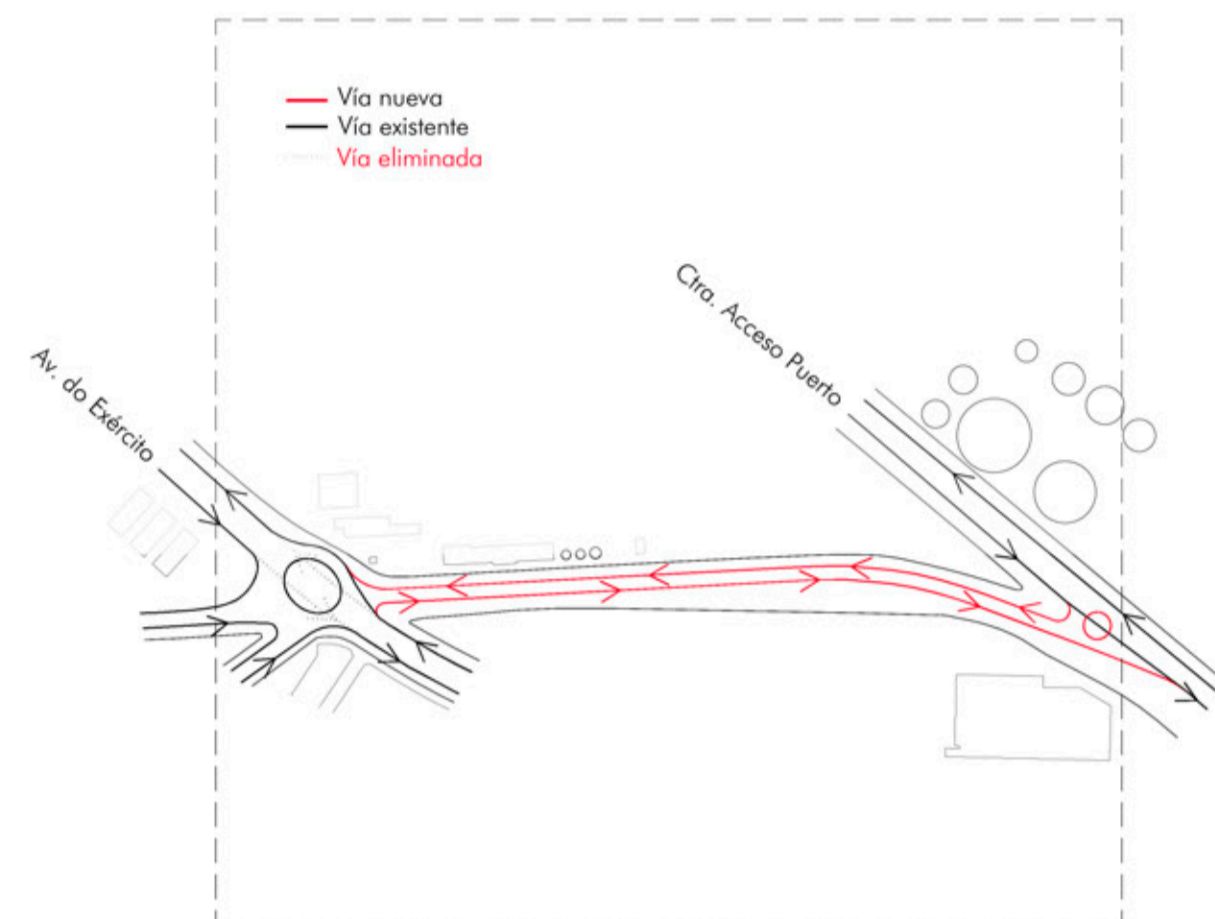 Vía nueva
Vía existente
Vía eliminada
Ctra. Acceso Puerto
Av. do Exército